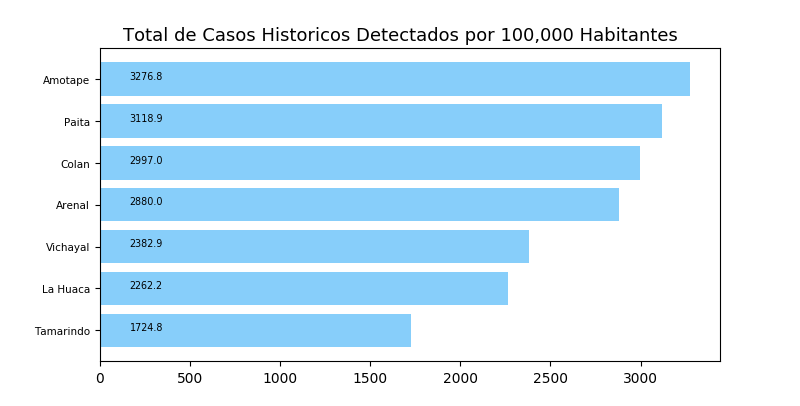 Total de Casos Historicos Detectados por 100,000 Habitantes
Amotape 3276.8
Paita 3118.9
Colan 2997.0
Arenal 2880.0
Vichayal 2382.9
La Huaca 2262.2
Tamarindo 1724.8
0 500 1000 1500 2000 2500 3000